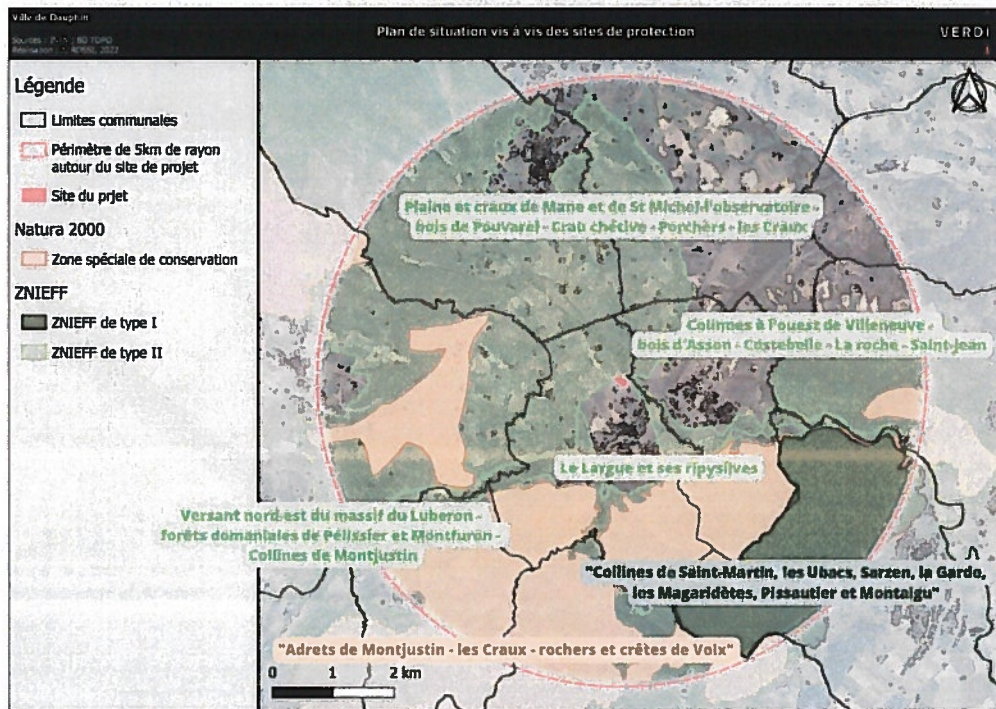 Ville de Dauphin
Plan de situation vis à vis des sites de protection
VERDI
Légende
Limites communales
Périmètre de 5km de rayon
autour du site de projet
Site du prjet
Natura 2000
Zone spéciale de conservation
ZNIEFF
ZNIEFF de type I
ZNIEFF de type II
Plaine et craux de Mane et de St Michel l'observatoire -
bois de Pouvarel - Crau chétive - Porchèrs - les Craux
Collnes à l'ouest de Villeneuve -
bois d'Asson - Costebelle - La roche - Saint-Jean
Le Largue et ses ripysilves
Versant nord-est du massif du Luberon -
forêts domaniales de Pélissier et Montfuron -
Collines de Montjustin
"Collines de Saint-Martin, les Ubacs, Sarzen, la Garde,
les Magaridètes, Pissautier et Montaigu"
"Adrets de Montjustin - les Craux - rochers et crêtes de Volx"
0 1 2 km